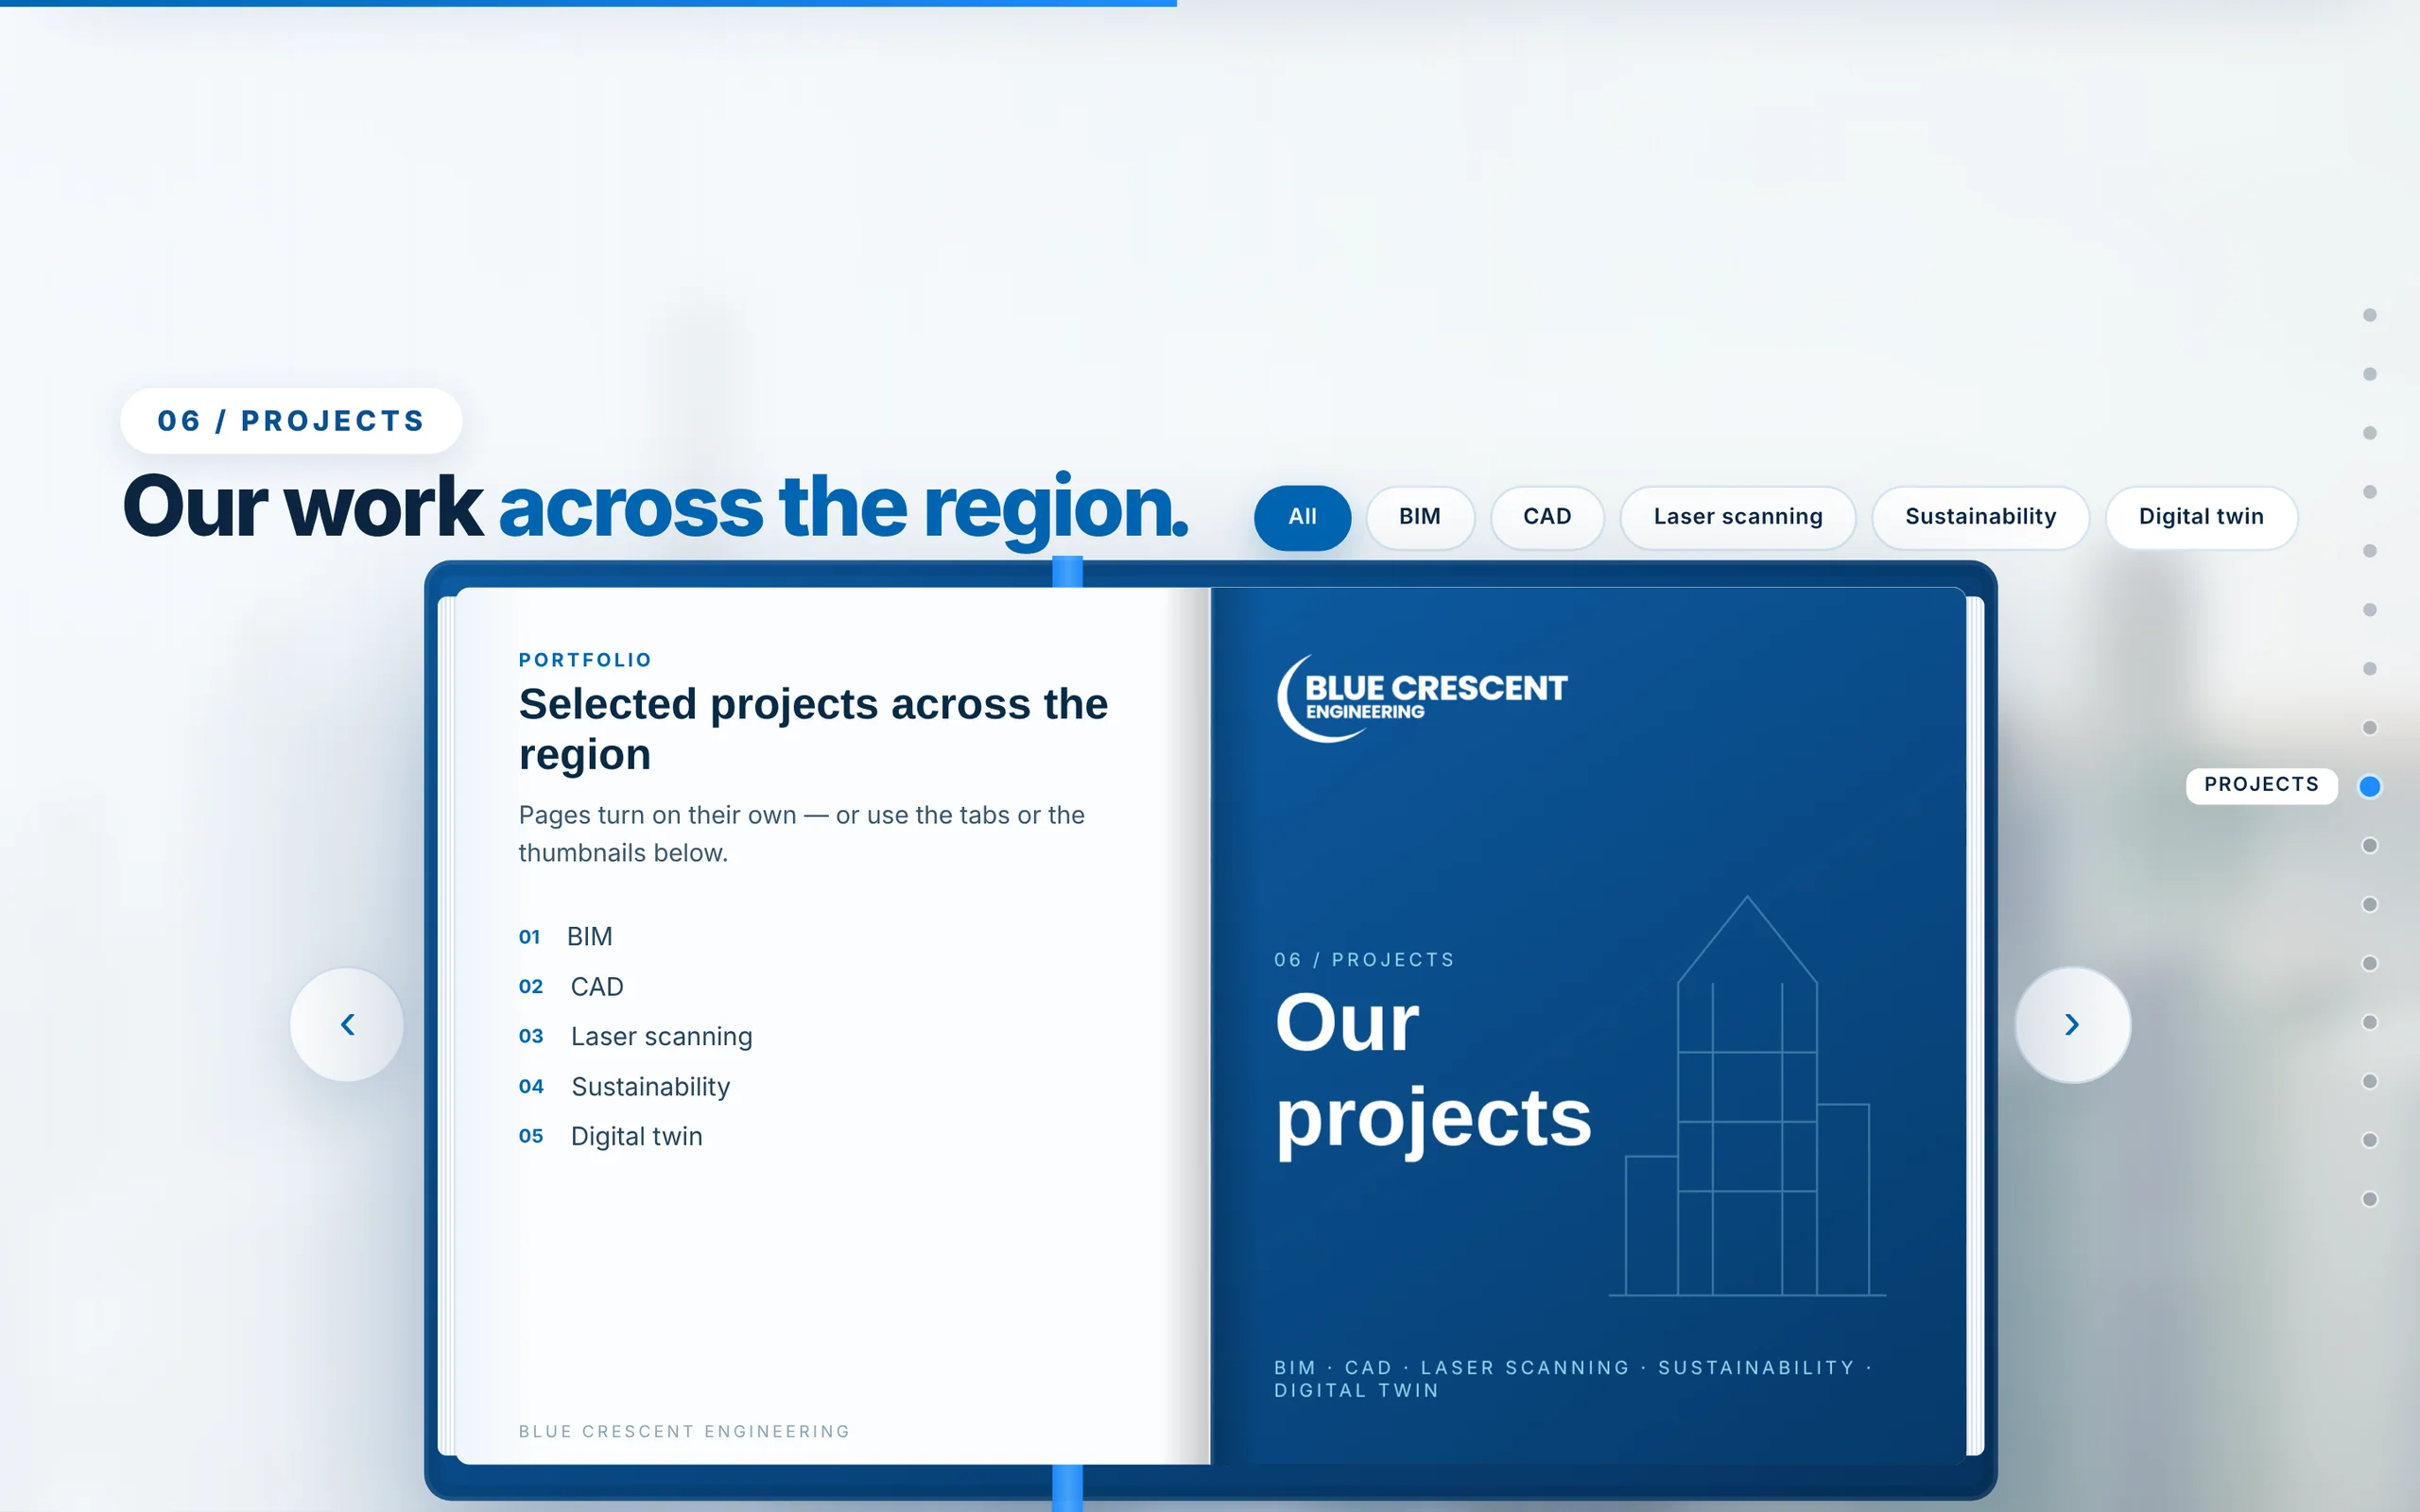 06 / PROJECTS
Our work across the region.
All
BIM
CAD
Laser scanning
Sustainability
Digital twin
PORTFOLIO
Selected projects across the
region
Pages turn on their own — or use the tabs or the
thumbnails below.
01 BIM
02 CAD
03 Laser scanning
04 Sustainability
05 Digital twin
BLUE CRESCENT ENGINEERING
BLUE CRESCENT
ENGINEERING
06 / PROJECTS
Our
projects
BIM · CAD · LASER SCANNING · SUSTAINABILITY ·
DIGITAL TWIN
PROJECTS